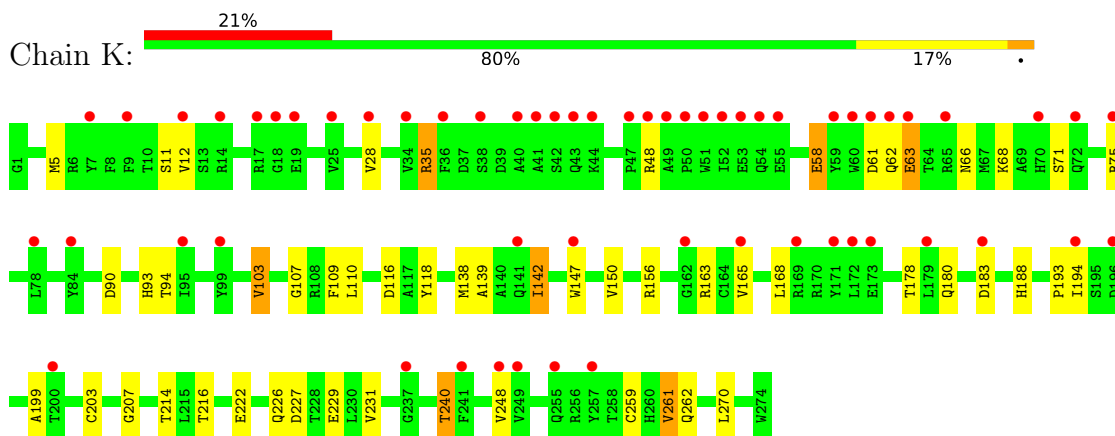 21%
Chain K:
80% 17% •
G1 M5 R6 Y7 F8 F9 T10 S11 V12 S13 R14 R17 G18 E19 V25 V28 V34 R35 F36 D37 S38 D39 A40 A41 S42 Q43 K44 P47 R48 A49 P50 W51 I52 E53 Q54 E55 E58 Y59 W60 D61 Q62 E63 T64 R65 N66 M67 K68 A69 H70 S71 Q72 R75
L78 Y84 D90 H93 T94 I95 Y99 V103 G107 R108 F109 L110 D116 A117 Y118 M138 A139 A140 Q141 I142 W147 V150 R156 G162 R163 C164 V165 L168 R169 R170 Y171 L172 E173 T178 L179 Q180 D183 H188 P193 I194 S195 D196
A199 T200 C203 G207 T214 L215 T216 E222 Q226 D227 T228 E229 L230 V231 G237 T240 F241 V248 V249 Q255 R256 Y257 T258 C259 H260 V261 Q262 L270 W274